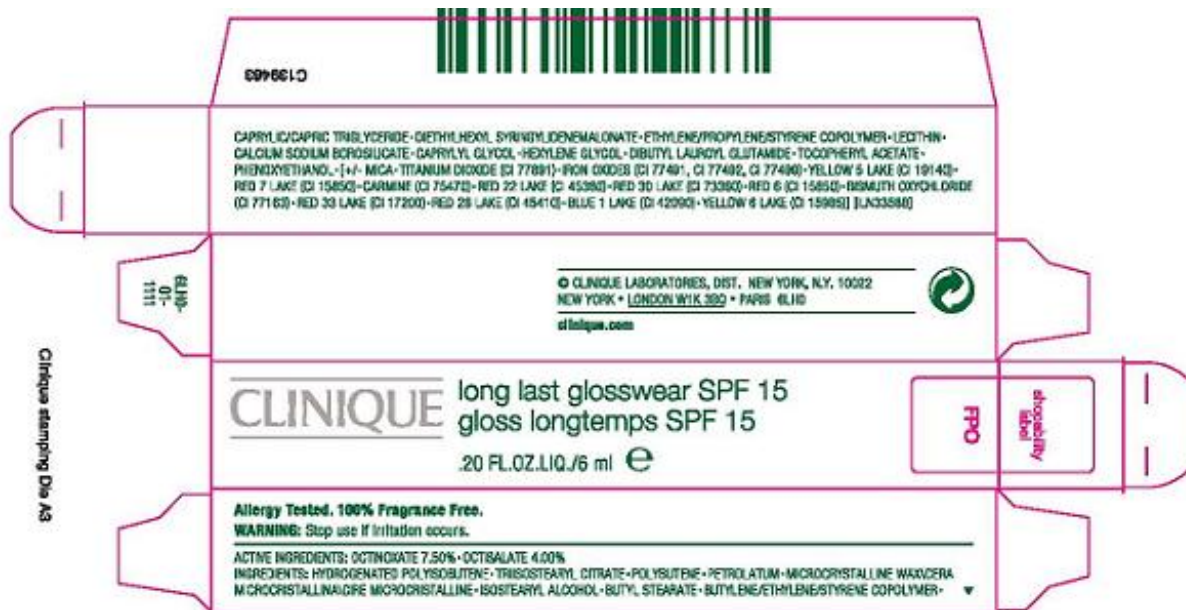 C139463
CAPRYLIC/CAPRIC TRIGLYCERIDE•DIETHYLHEXYL SYRINGYLIDENEMALONATE•ETHYLENE/PROPYLENE/STYRENE COPOLYMER•LECITHIN•
CALCIUM SODIUM BOROSILICATE•CAPRYLYL GLYCOL•HEXYLENE GLYCOL•DIBUTYL LAUROYL GLUTAMIDE•TOCOPHERYL ACETATE•
PHENOXYETHANOL•[+/- MICA•TITANIUM DIOXIDE (CI 77891)•IRON OXIDES (CI 77491, CI 77492, CI 77499)•YELLOW 5 LAKE (CI 19140)•
RED 7 LAKE (CI 15850)•CARMINE (CI 75470)•RED 22 LAKE (CI 45380)•RED 30 LAKE (CI 73360)•RED 6 (CI 15850)•BISMUTH OXYCHLORIDE
(CI 77163)•RED 33 LAKE (CI 17200)•RED 28 LAKE (CI 45410)•BLUE 1 LAKE (CI 42090)•YELLOW 6 LAKE (CI 15985)]
6LH0-
01-
1111
© CLINIQUE LABORATORIES, DIST. NEW YORK, N.Y. 10022
NEW YORK • LONDON W1K 3BQ • PARIS 6LH0
clinique.com
Clinique stamping Die A3
CLINIQUE
long last glosswear SPF 15
gloss longtemps SPF 15
.20 FL.OZ.LIQ./6 ml e
FPO
shopability
label
Allergy Tested. 100% Fragrance Free.
WARNING: Stop use if irritation occurs.
ACTIVE INGREDIENTS: OCTINOXATE 7.50%•OCTISALATE 4.00%
INGREDIENTS: HYDROGENATED POLYISOBUTENE•TRIISOSTEARYL CITRATE•POLYBUTENE•PETROLATUM•MICROCRYSTALLINE WAX\CERA
MICROCRISTALLINA\CIRE MICROCRISTALLINE•ISOSTEARYL ALCOHOL•BUTYL STEARATE•BUTYLENE/ETHYLENE/STYRENE COPOLYMER•